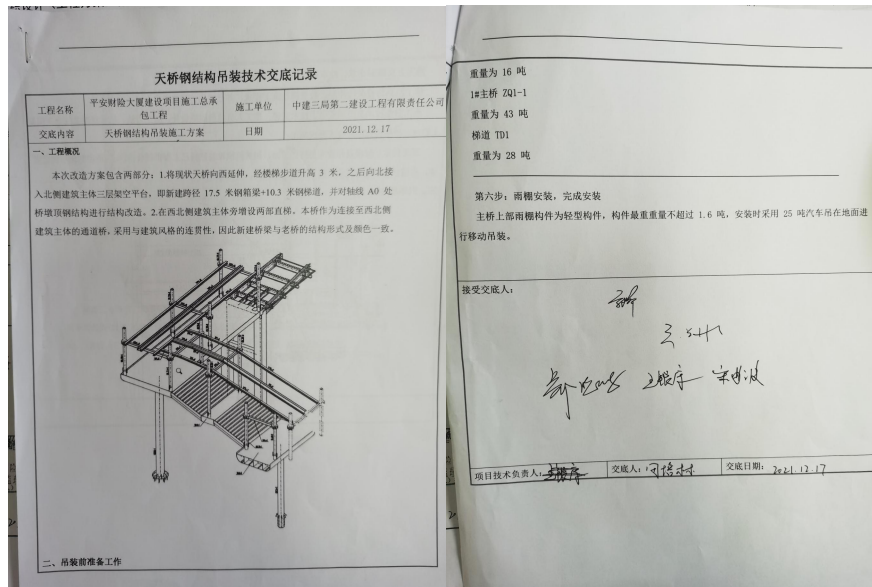 天桥钢结构吊装技术交底记录
工程名称 平安财险大厦建设项目施工总承包工程 施工单位 中建三局第二建设工程有限责任公司
交底内容 天桥钢结构吊装施工方案 日期 2021.12.17
一、工程概况
本次改造方案包含两部分：1.将现状天桥向西延伸，经楼梯步道升高 3 米，之后向北接
入北侧建筑主体三层架空平台，即新建跨径 17.5 米钢箱梁+10.3 米钢梯道，并对轴线 A0 处
桥墩顶钢结构进行结构改造。2.在西北侧建筑主体旁增设两部直梯，本桥作为连接至西北侧
建筑主体的通道桥，采用与建筑风格的连贯性，因此新建桥梁与老桥的结构形式及颜色一致。
二、吊装前准备工作
重量为 16 吨
1#主桥 ZQ1-1
重量为 43 吨
梯道 TD1
重量为 28 吨
第六步：雨棚安装，完成安装
主桥上部雨棚构件为轻型构件，构件最重重量不超过 1.6 吨，安装时采用 25 吨汽车吊在地面进
行移动吊装。
接受交底人：
项目技术负责人： 交底人： 交底日期：2021.12.17